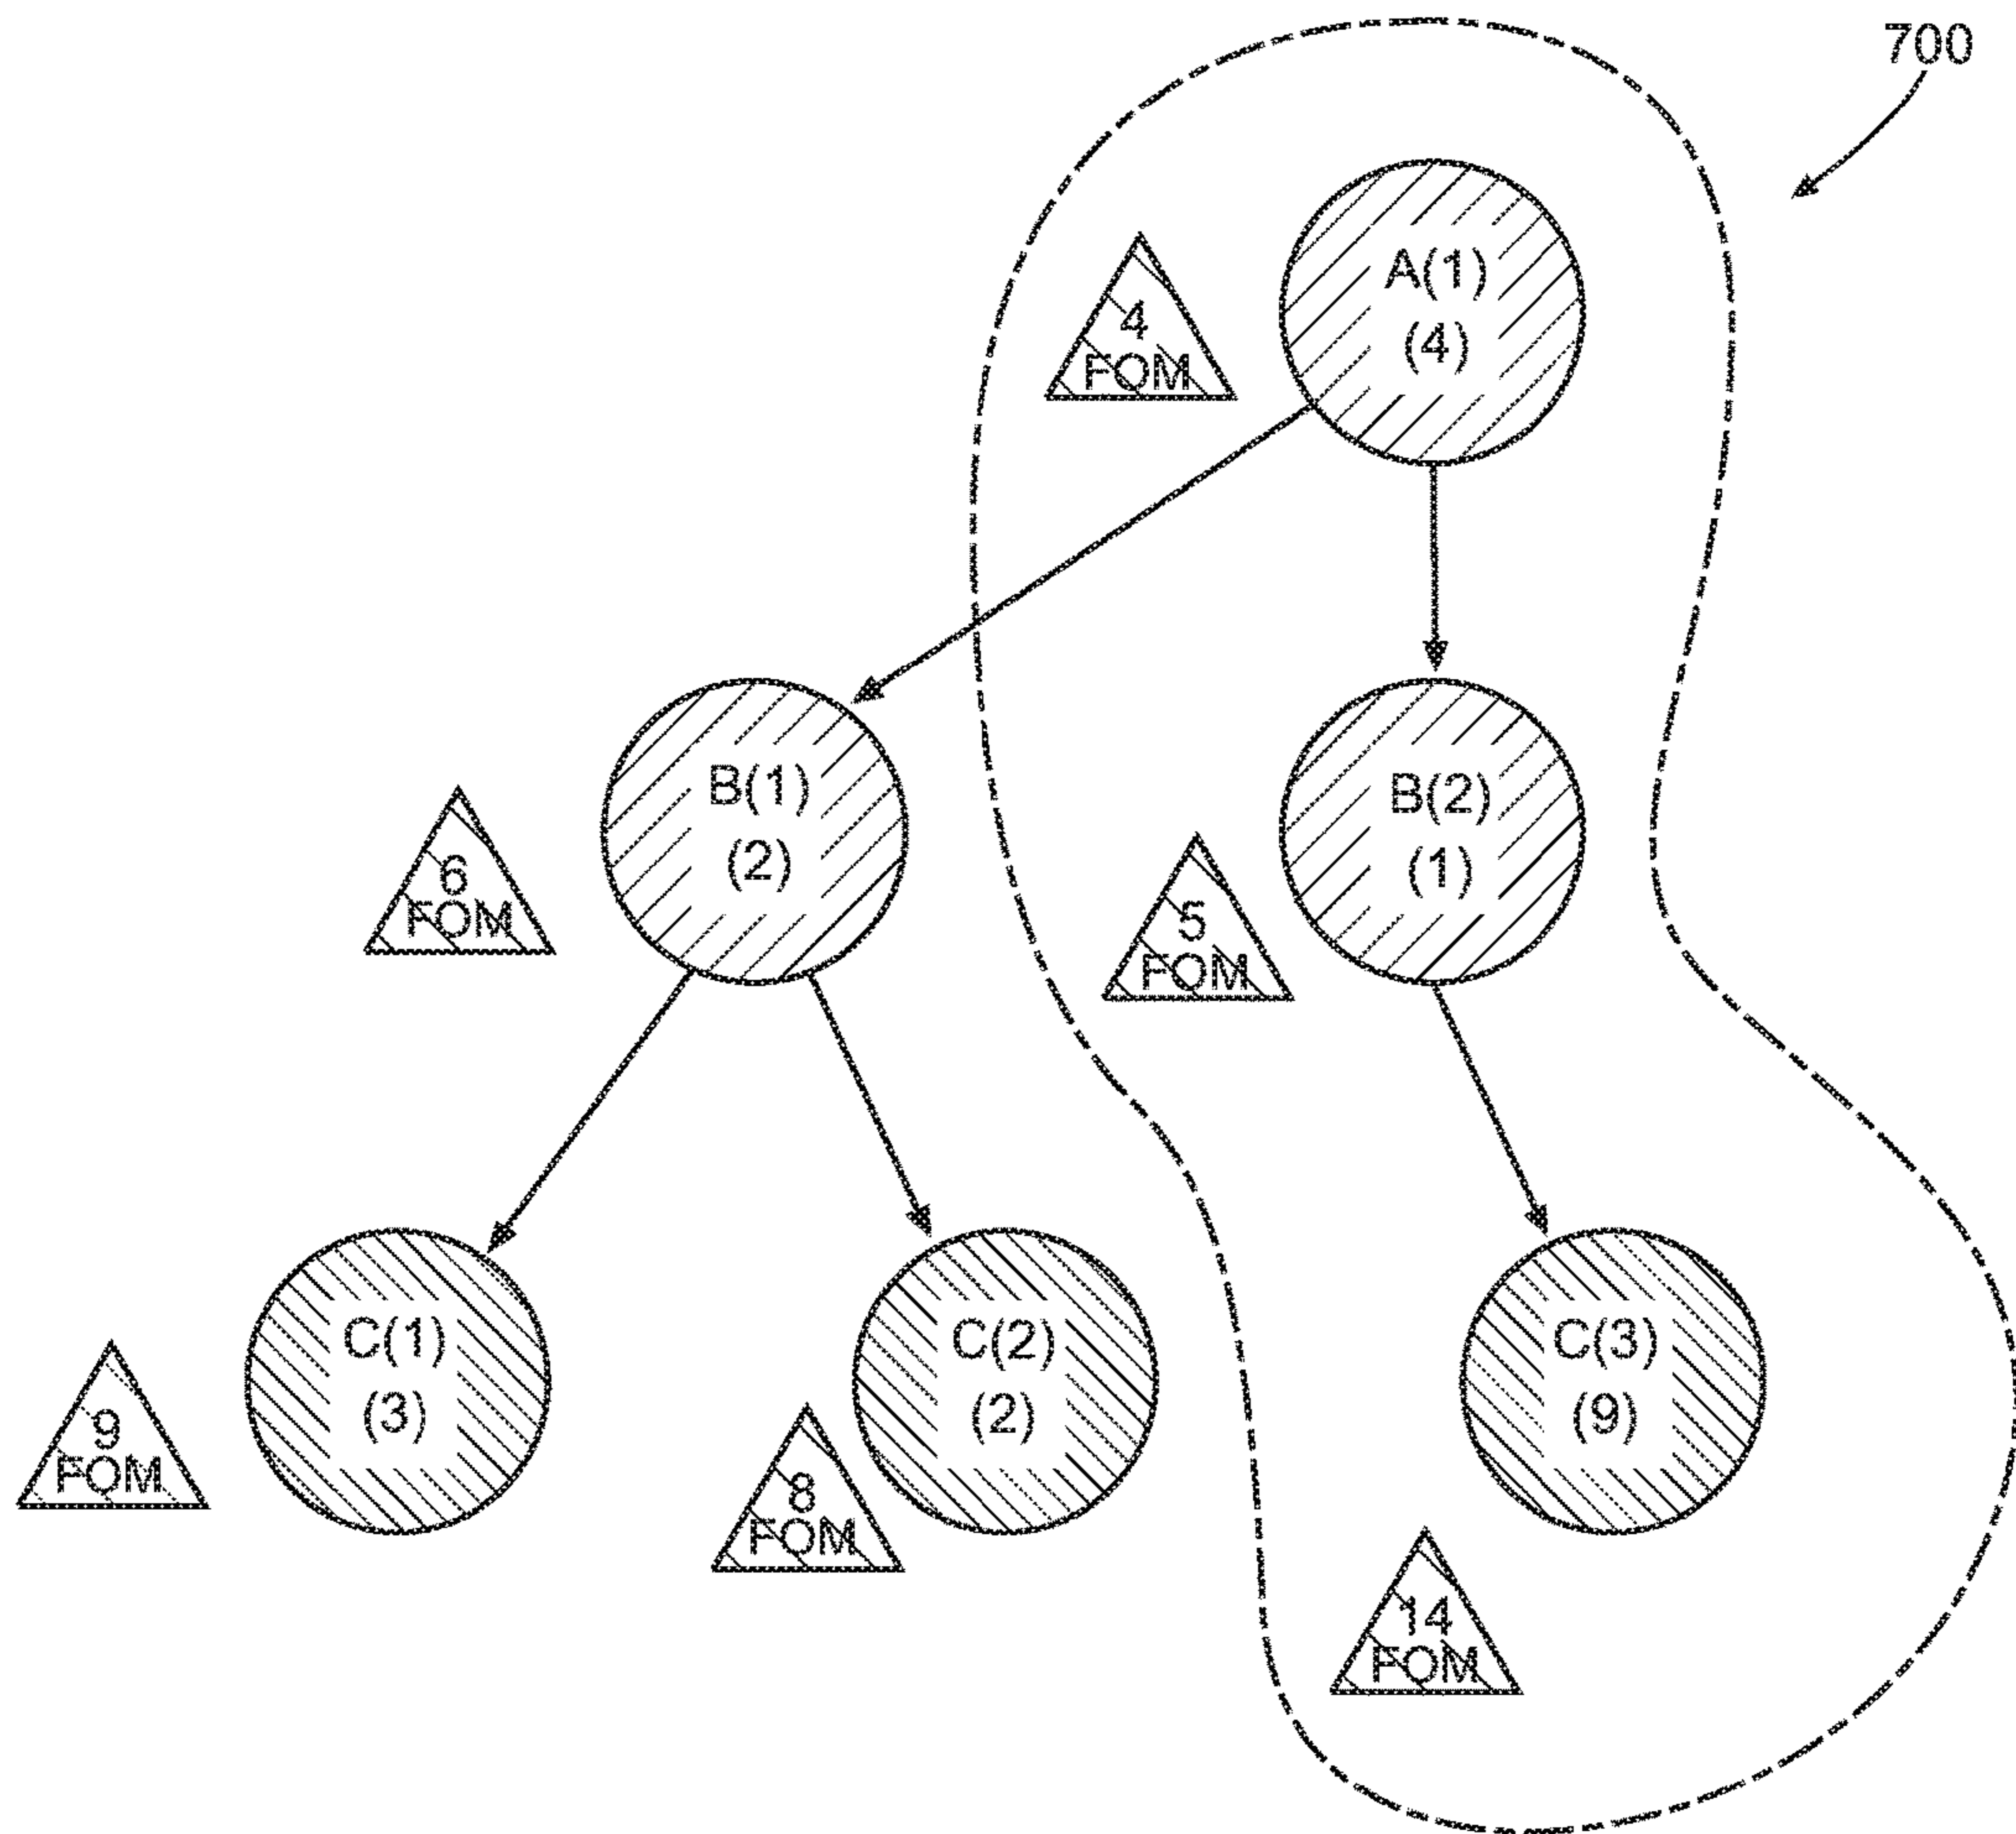 700
A(1)
(4)
4
FOM
B(1)
(2)
6
FOM
B(2)
(1)
5
FOM
C(1)
(3)
9
FOM
C(2)
(2)
8
FOM
C(3)
(9)
14
FOM